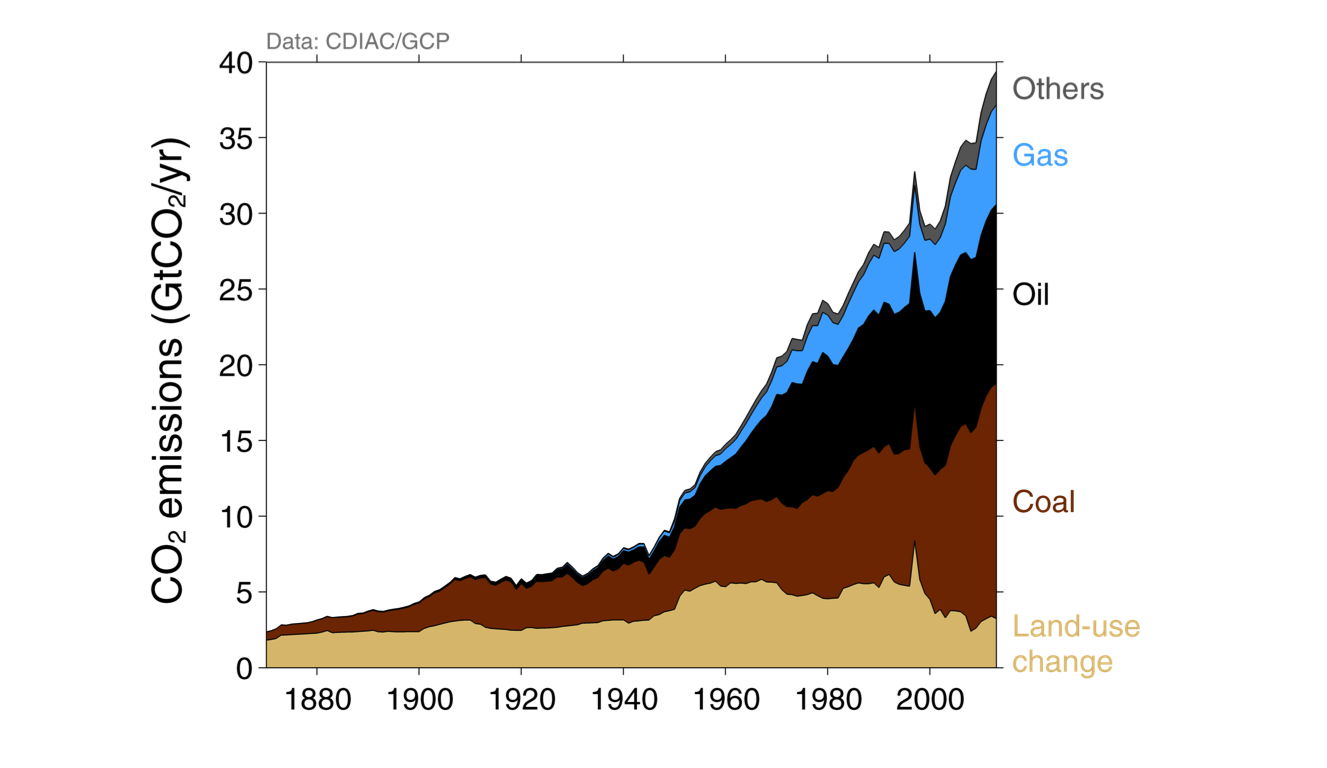 Data: CDIAC/GCP
CO₂ emissions (GtCO₂/yr)
40
35
30
25
20
15
10
5
0
1880 1900 1920 1940 1960 1980 2000
Others
Gas
Oil
Coal
Land-use
change